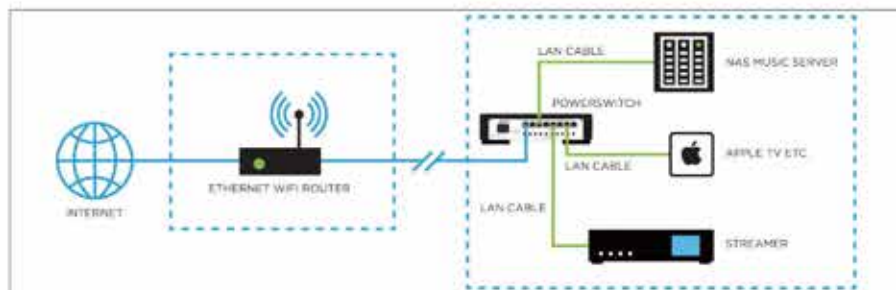 LAN CABLE
NAS MUSIC SERVER
POWERSWITCH
APPLE TV ETC
LAN CABLE
ETHERNET WIFI ROUTER
LAN CABLE
INTERNET
STREAMER